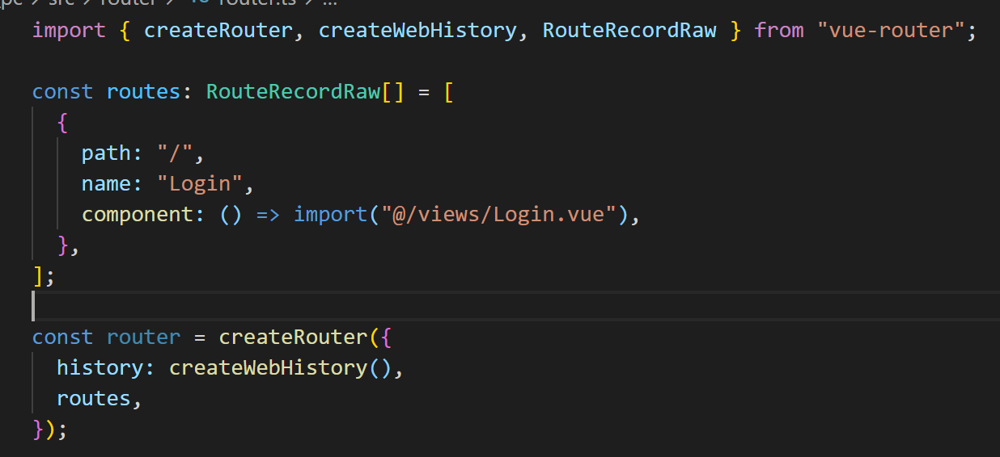 pc > src > router > router.ts > ...
import { createRouter, createWebHistory, RouteRecordRaw } from "vue-router";
const routes: RouteRecordRaw[] = [
  {
    path: "/",
    name: "Login",
    component: () => import("@/views/Login.vue"),
  },
];
const router = createRouter({
  history: createWebHistory(),
  routes,
});